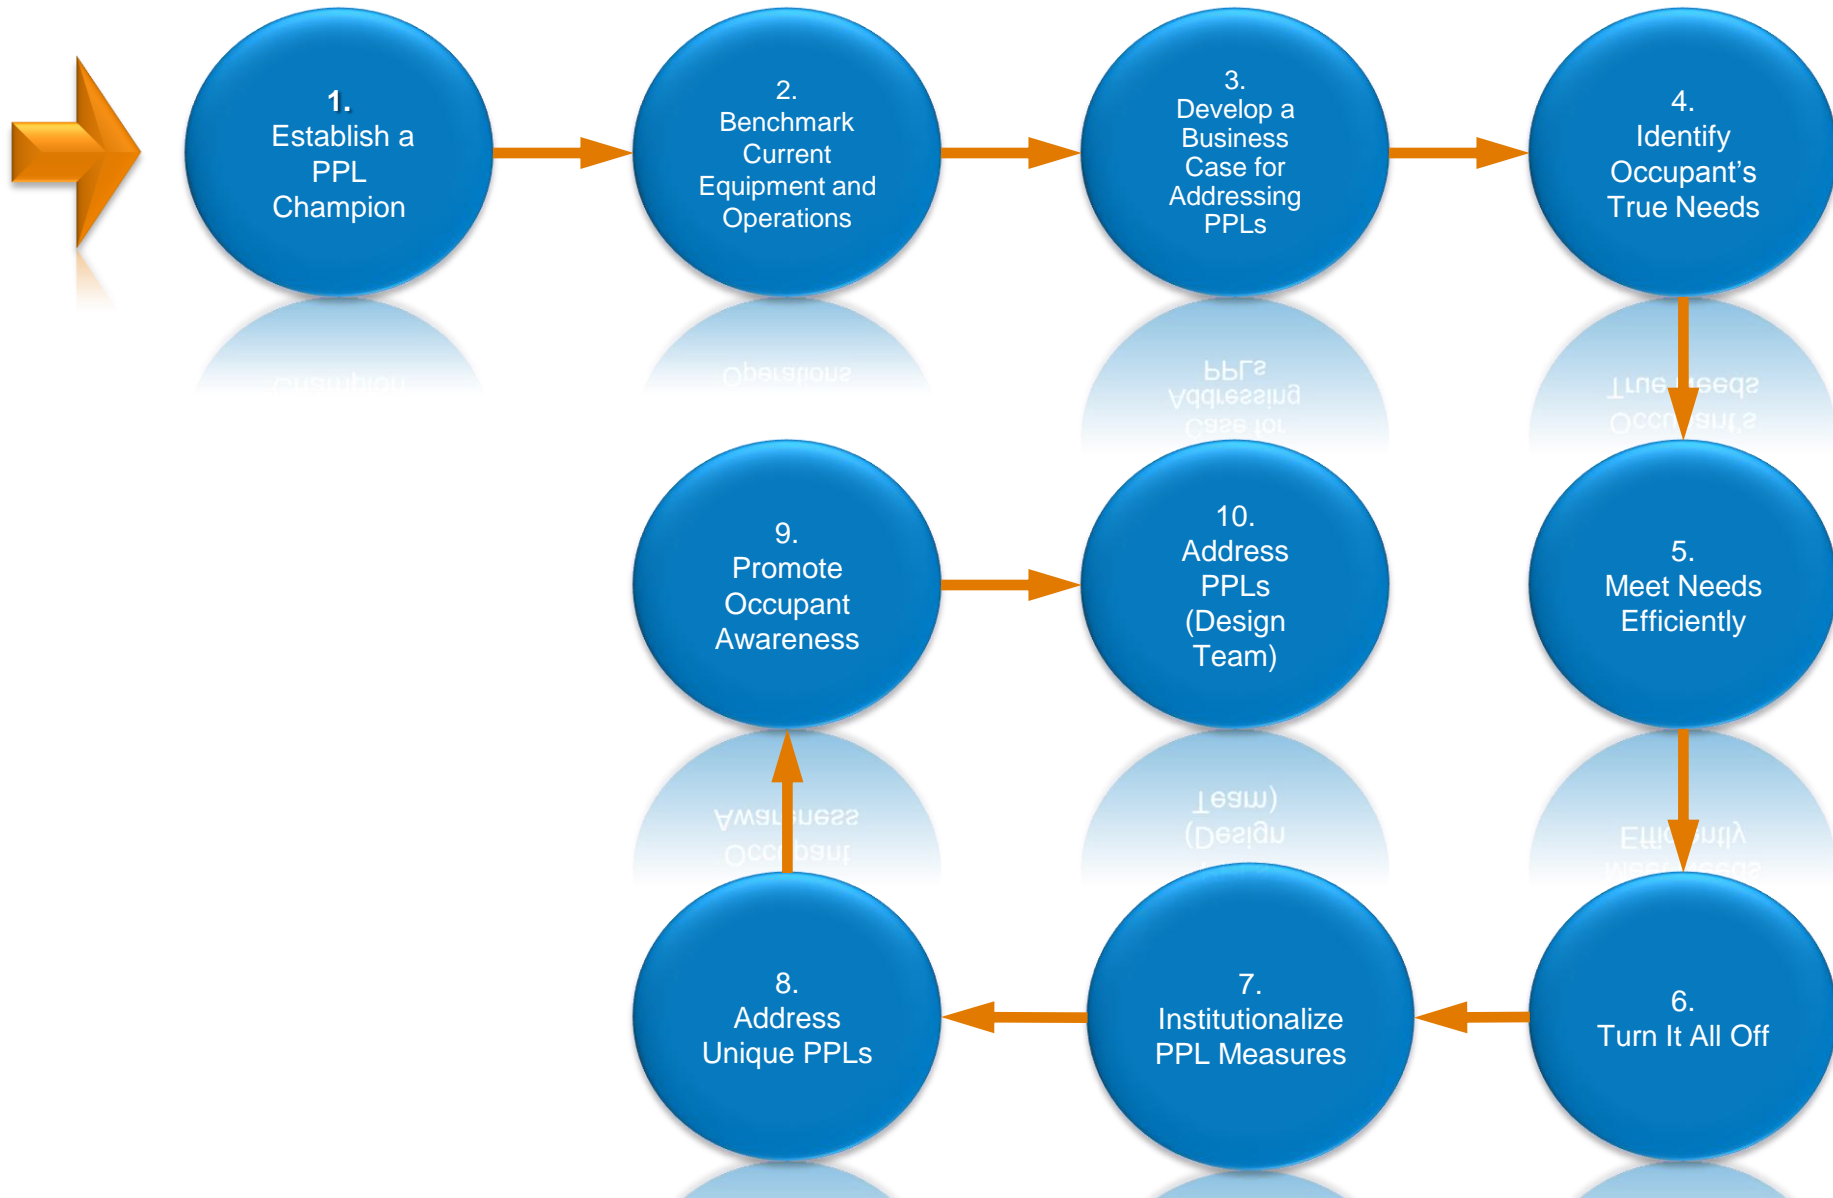 1.
Establish a
PPL
Champion
2.
Benchmark
Current
Equipment and
Operations
3.
Develop a
Business
Case for
Addressing
PPLs
4.
Identify
Occupant’s
True Needs
5.
Meet Needs
Efficiently
6.
Turn It All Off
7.
Institutionalize
PPL Measures
8.
Address
Unique PPLs
9.
Promote
Occupant
Awareness
10.
Address
PPLs
(Design
Team)